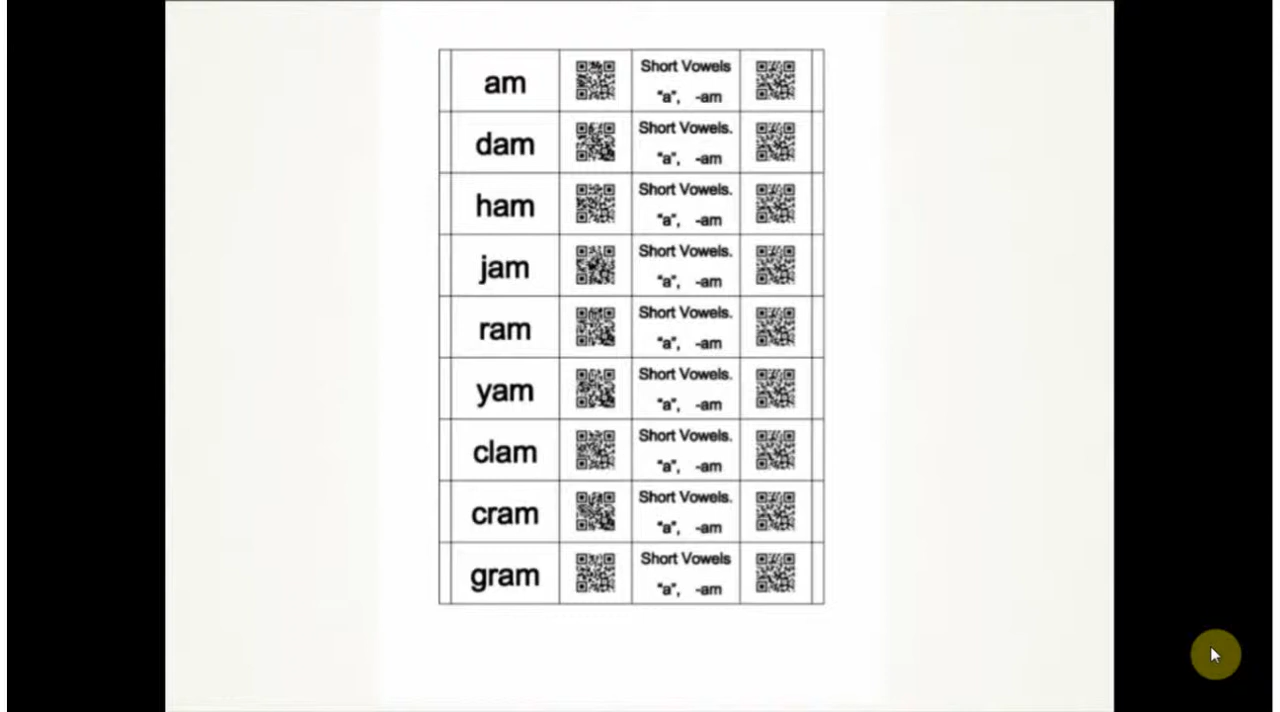 am
Short Vowels
"a", -am
dam
Short Vowels.
"a", -am
ham
Short Vowels.
"a", -am
jam
Short Vowels.
"a", -am
ram
Short Vowels.
"a", -am
yam
Short Vowels.
"a", -am
clam
Short Vowels.
"a", -am
cram
Short Vowels.
"a", -am
gram
Short Vowels
"a", -am